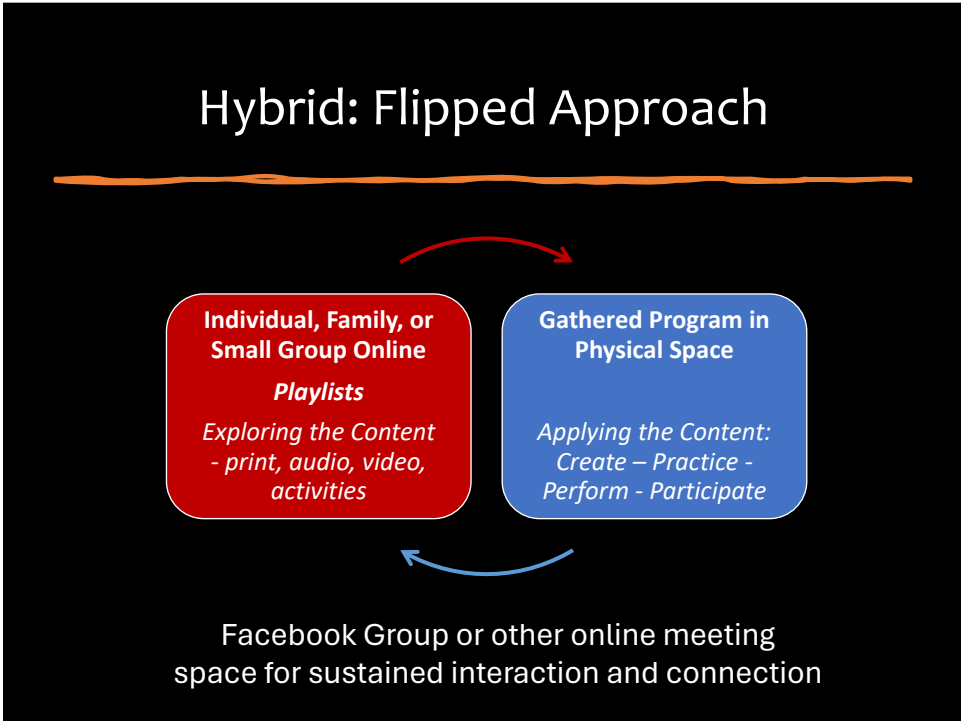 Hybrid: Flipped Approach
Individual, Family, or
Small Group Online
Playlists
Exploring the Content
- print, audio, video,
activities
Gathered Program in
Physical Space
Applying the Content:
Create – Practice -
Perform - Participate
Facebook Group or other online meeting
space for sustained interaction and connection